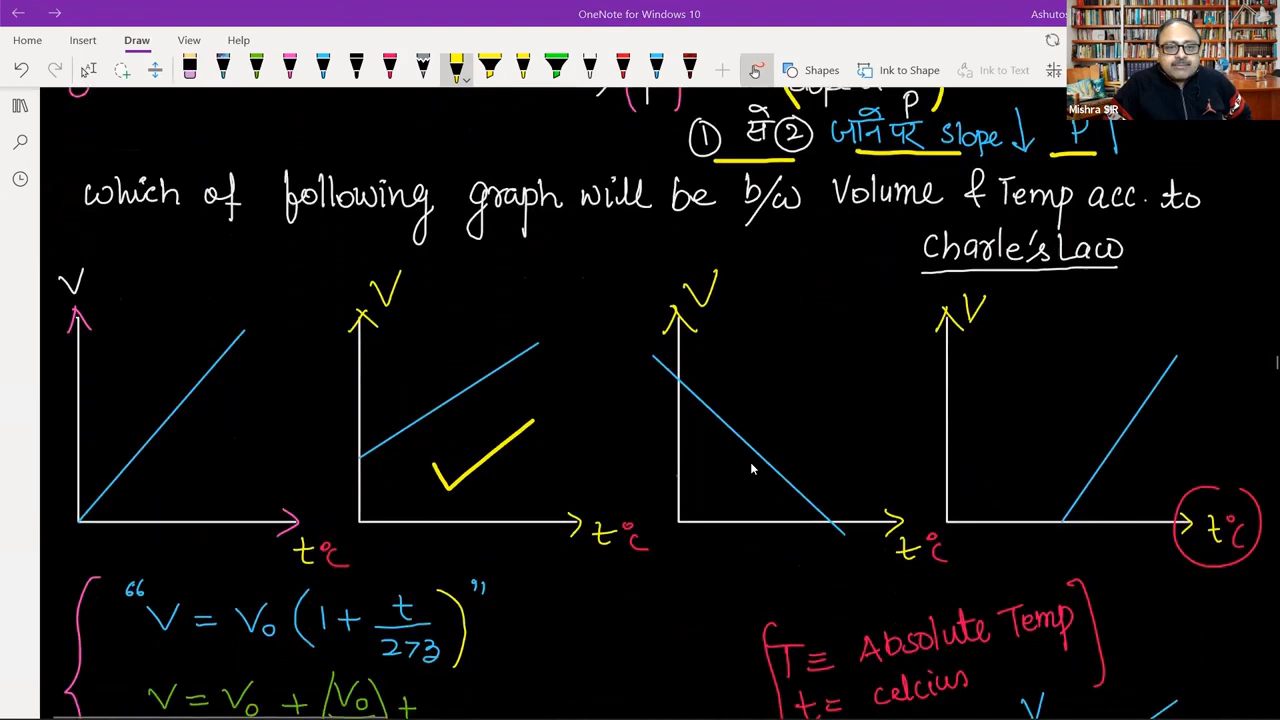 OneNote for Windows 10
Ashutos
Home Insert Draw View Help
Shapes Ink to Shape Ink to Text
Mishra SIR
P
① से ② जाने पर slope ↓ P ↑
which of following graph will be b/w Volume & Temp acc. to
Charle's Law
V V V V
t°C t°C t°C t°C
"V = V₀ (1 + t/273)"
T ≡ Absolute Temp
V = V₀ + (V₀) t
t = celcius
V